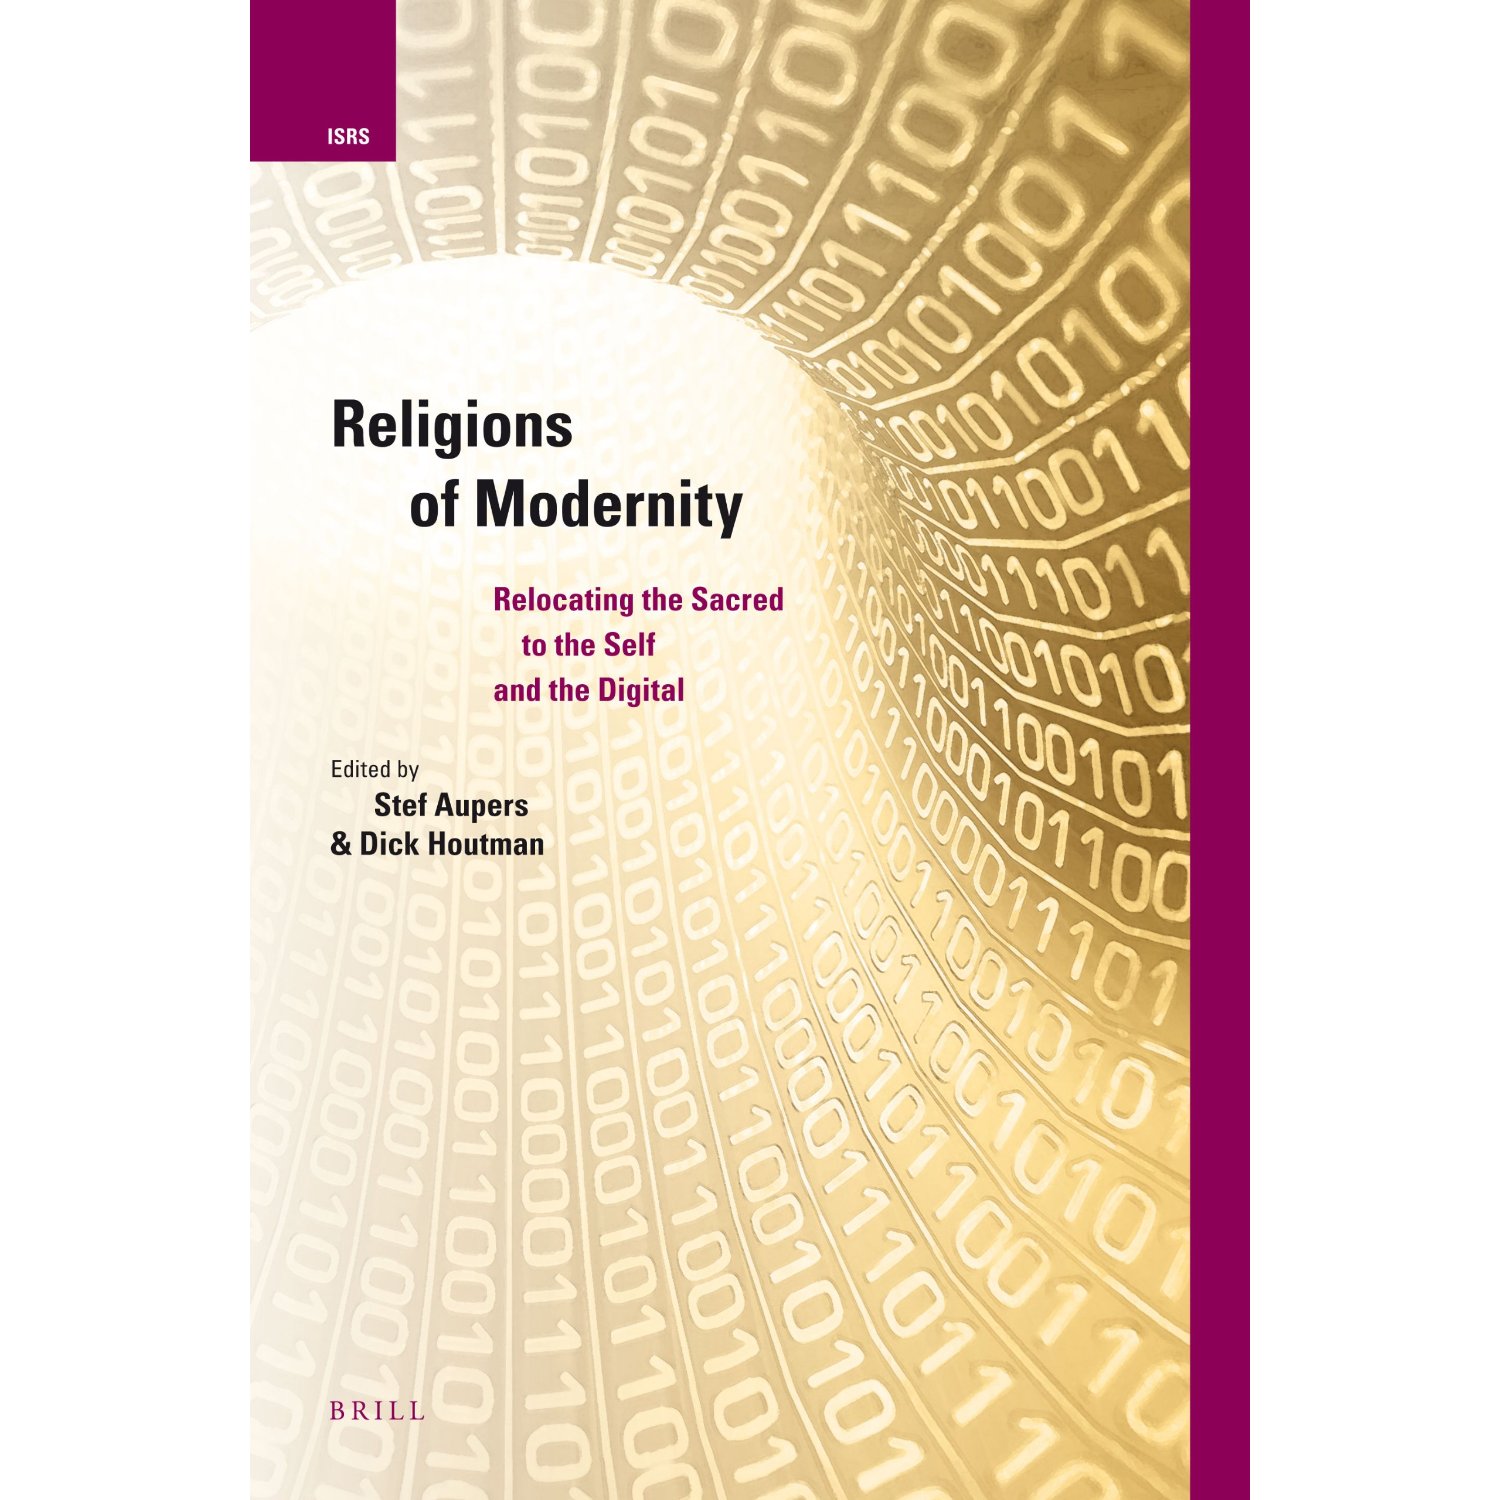 ISRS
Religions
of Modernity
Relocating the Sacred
to the Self
and the Digital
Edited by
Stef Aupers
& Dick Houtman
BRILL